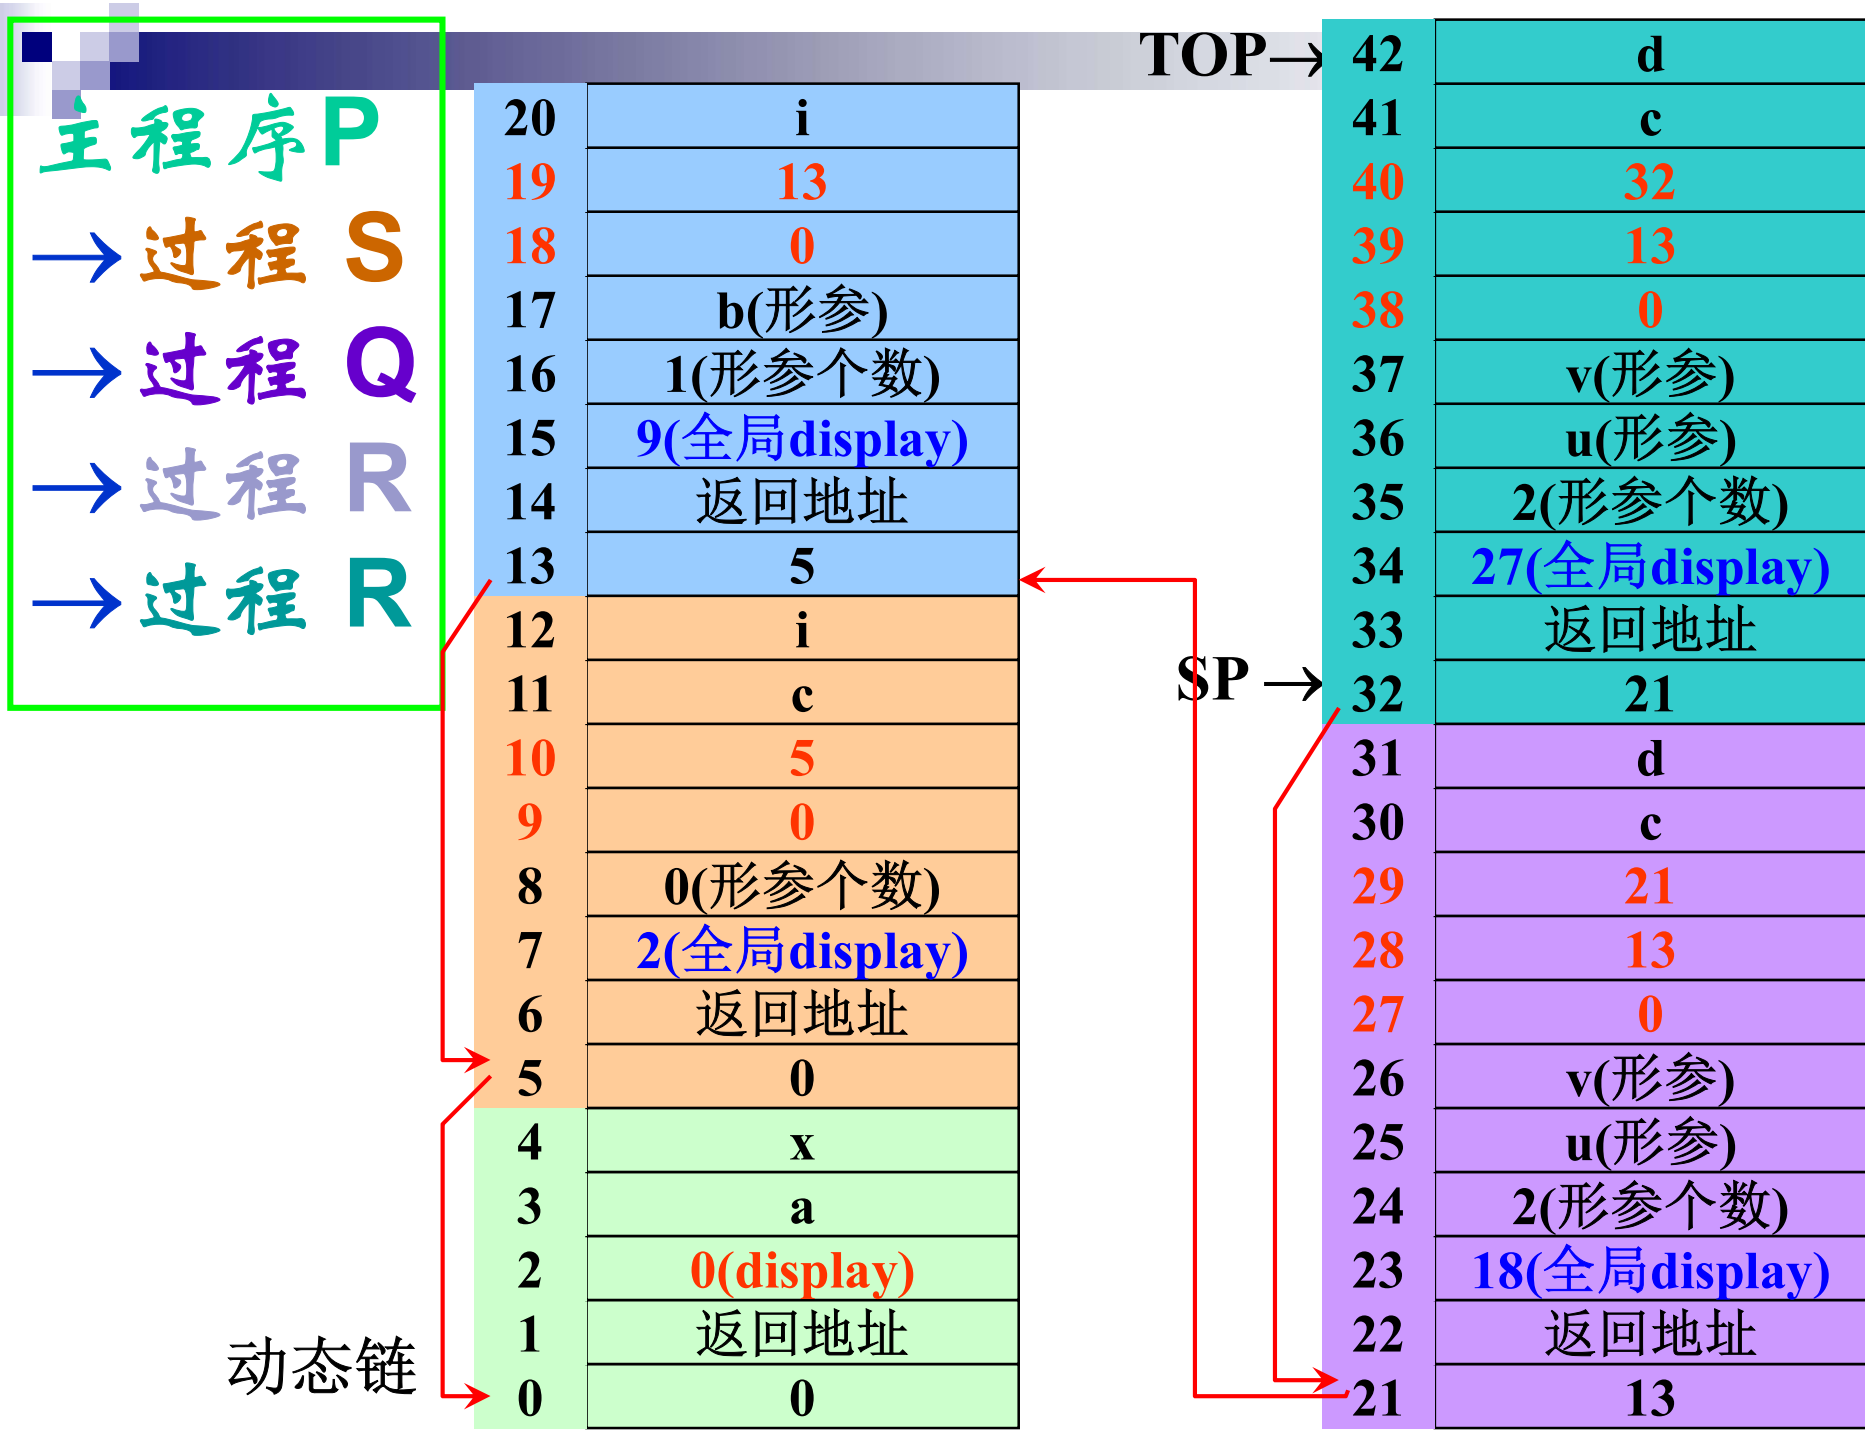 主程序P
→过程 S
→过程 Q
→过程 R
→过程 R
动态链
20 i
19 13
18 0
17 b(形参)
16 1(形参个数)
15 9(全局display)
14 返回地址
13 5
12 i
11 c
10 5
9 0
8 0(形参个数)
7 2(全局display)
6 返回地址
5 0
4 x
3 a
2 0(display)
1 返回地址
0 0
TOP→ 42 d
41 c
40 32
39 13
38 0
37 v(形参)
36 u(形参)
35 2(形参个数)
34 27(全局display)
33 返回地址
SP→ 32 21
31 d
30 c
29 21
28 13
27 0
26 v(形参)
25 u(形参)
24 2(形参个数)
23 18(全局display)
22 返回地址
21 13